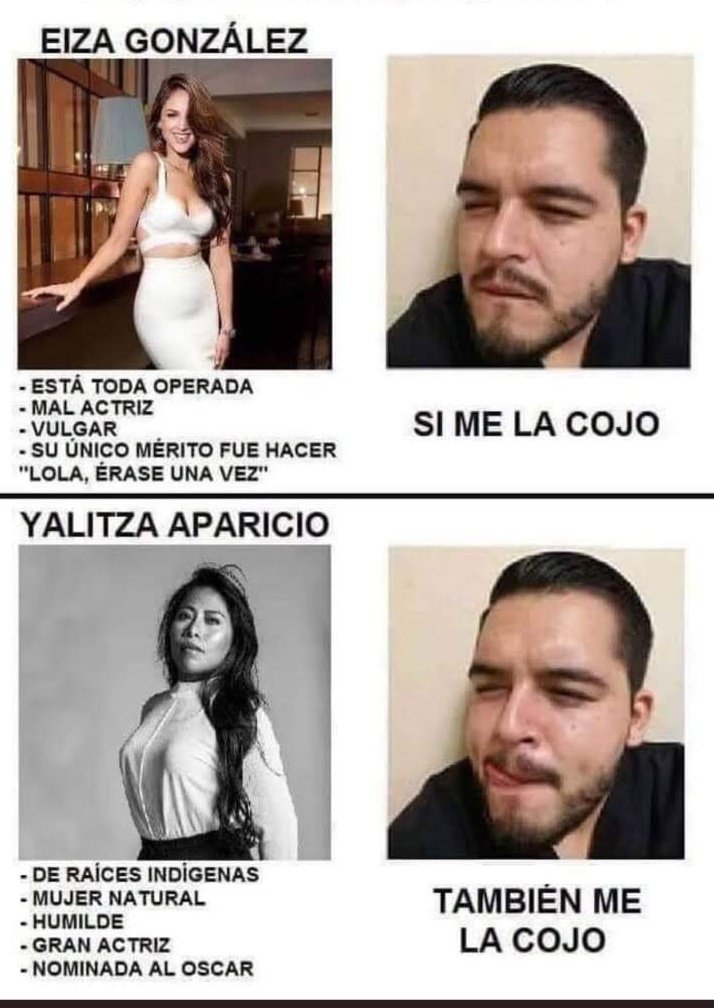 EIZA GONZÁLEZ
- ESTÁ TODA OPERADA
- MAL ACTRIZ
- VULGAR
- SU ÚNICO MÉRITO FUE HACER
"LOLA, ÉRASE UNA VEZ"
SI ME LA COJO
YALITZA APARICIO
- DE RAÍCES INDÍGENAS
- MUJER NATURAL
- HUMILDE
- GRAN ACTRIZ
- NOMINADA AL OSCAR
TAMBIÉN ME
LA COJO